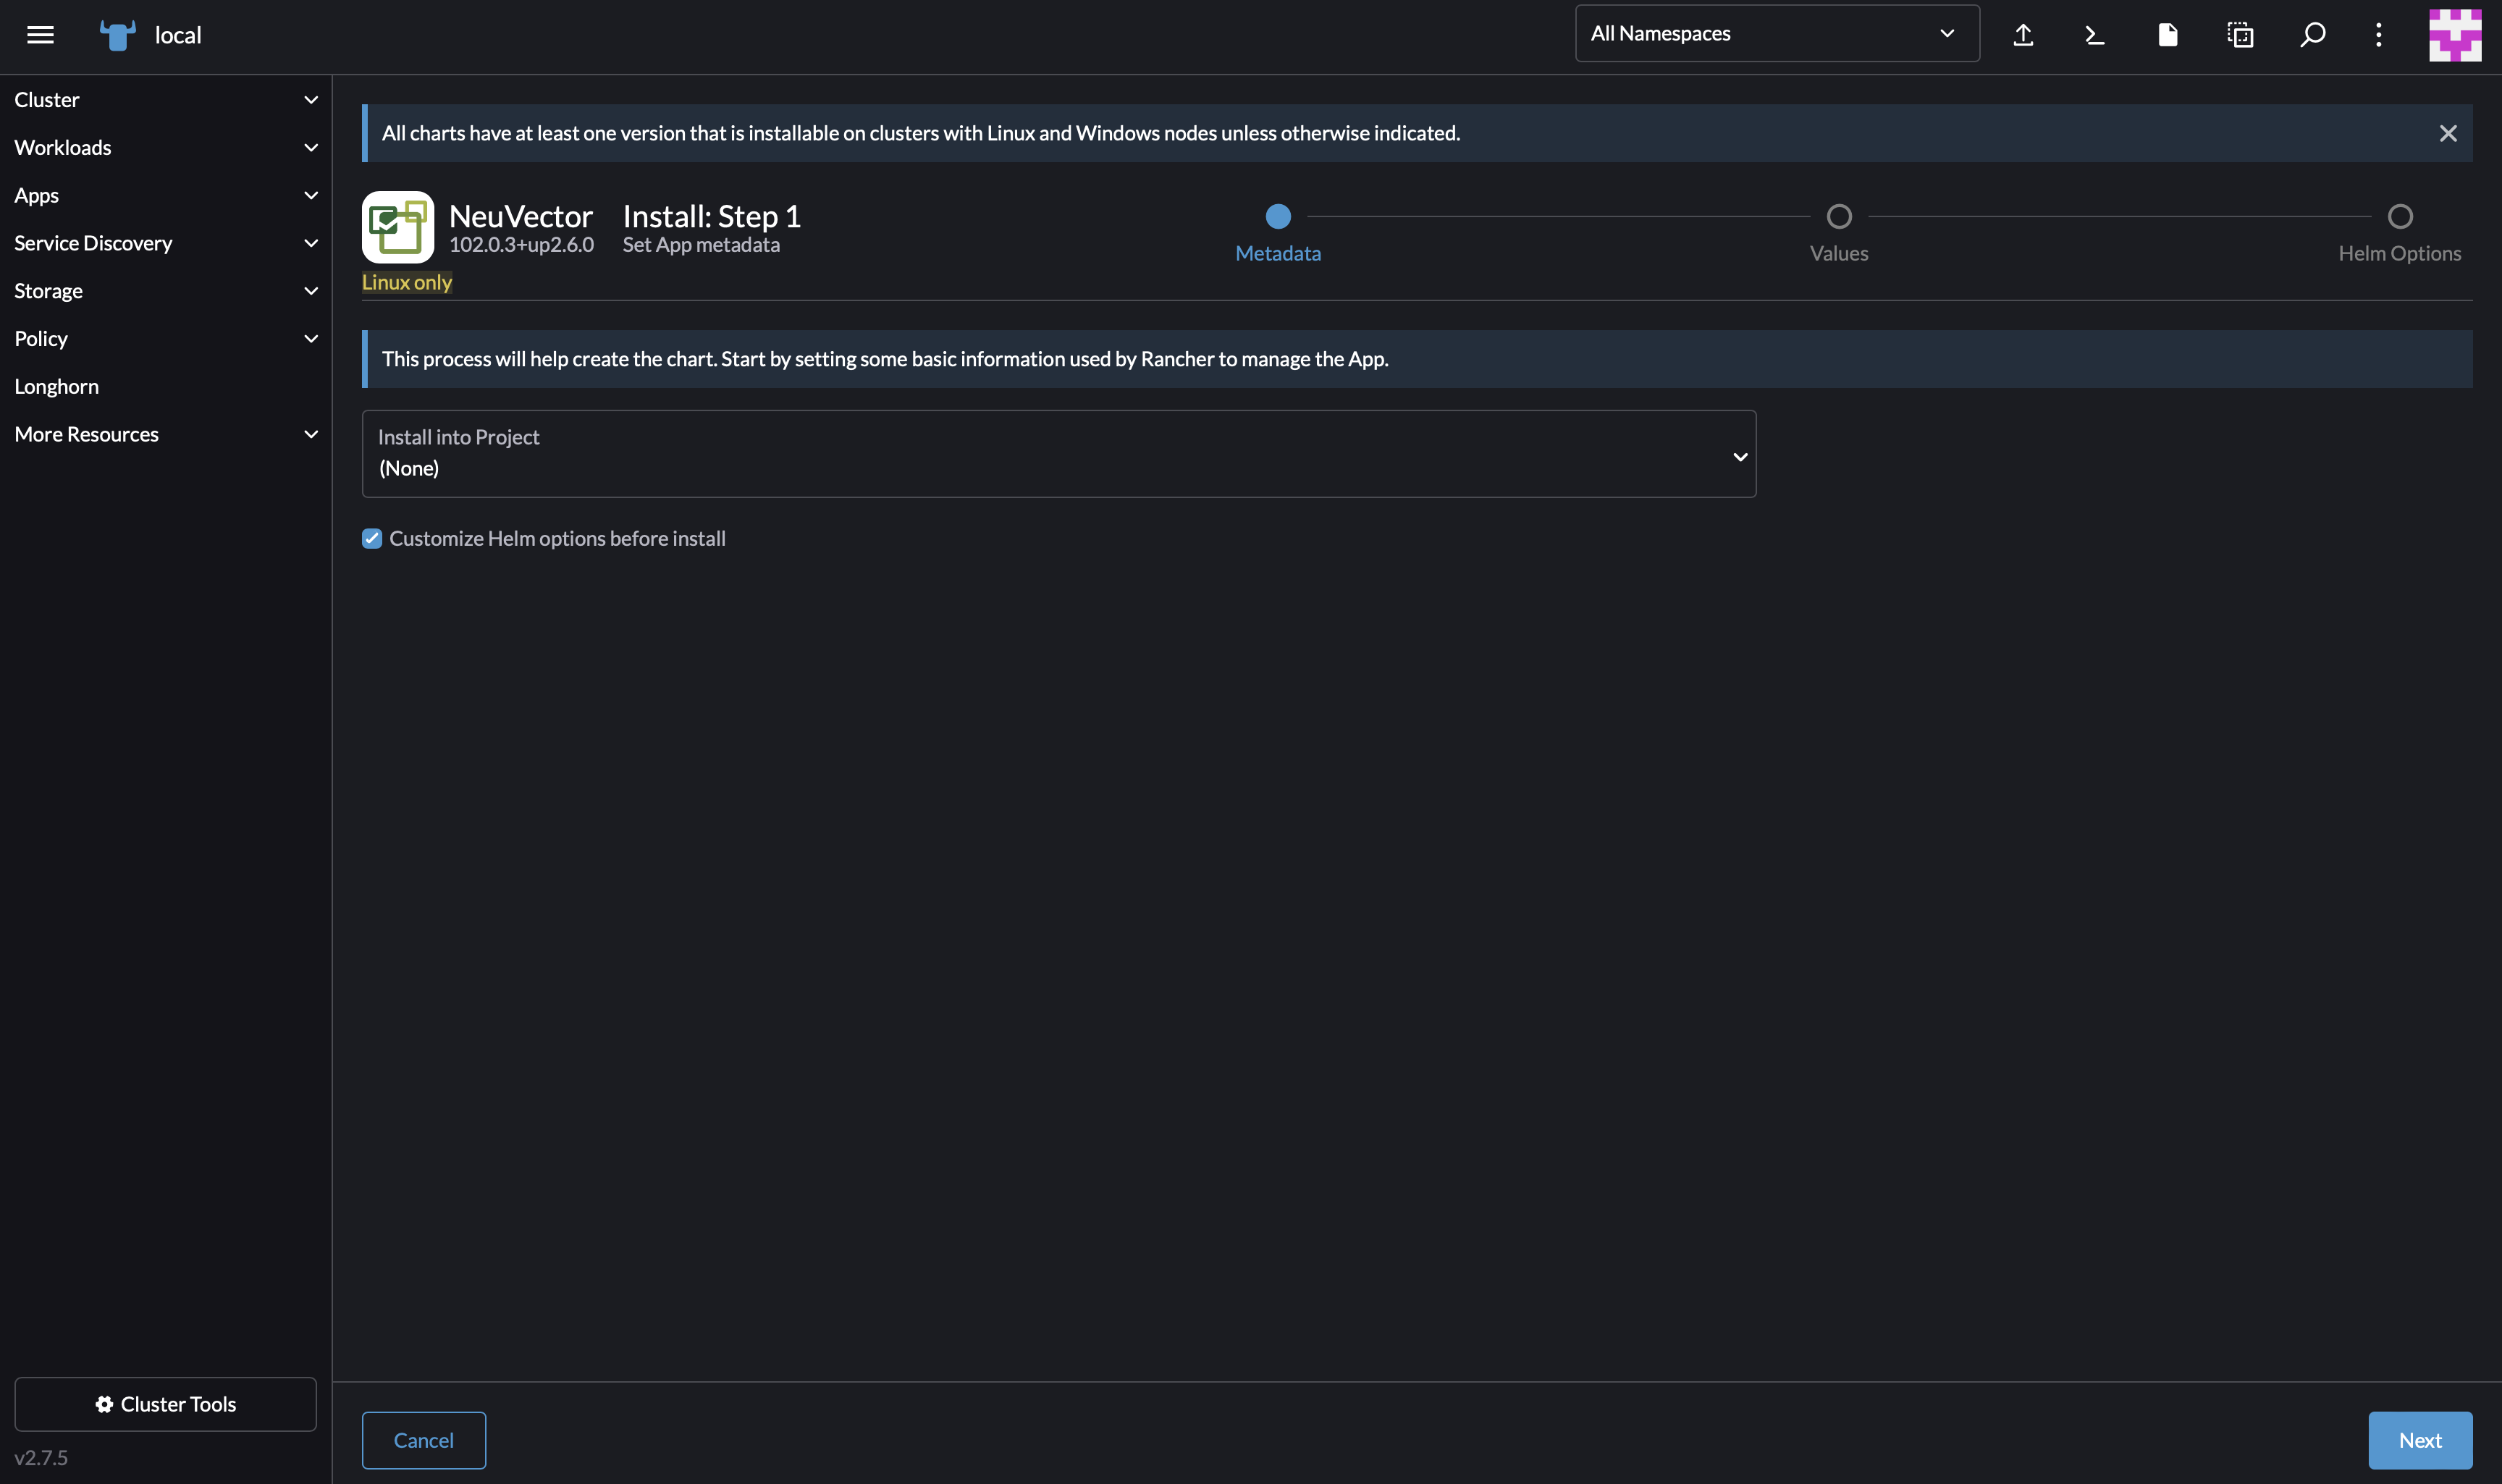 local
All Namespaces
Cluster
Workloads
Apps
Service Discovery
Storage
Policy
Longhorn
More Resources
Cluster Tools
v2.7.5
All charts have at least one version that is installable on clusters with Linux and Windows nodes unless otherwise indicated.
NeuVector
102.0.3+up2.6.0
Linux only
Install: Step 1
Set App metadata
Metadata
Values
Helm Options
This process will help create the chart. Start by setting some basic information used by Rancher to manage the App.
Install into Project
(None)
Customize Helm options before install
Cancel
Next